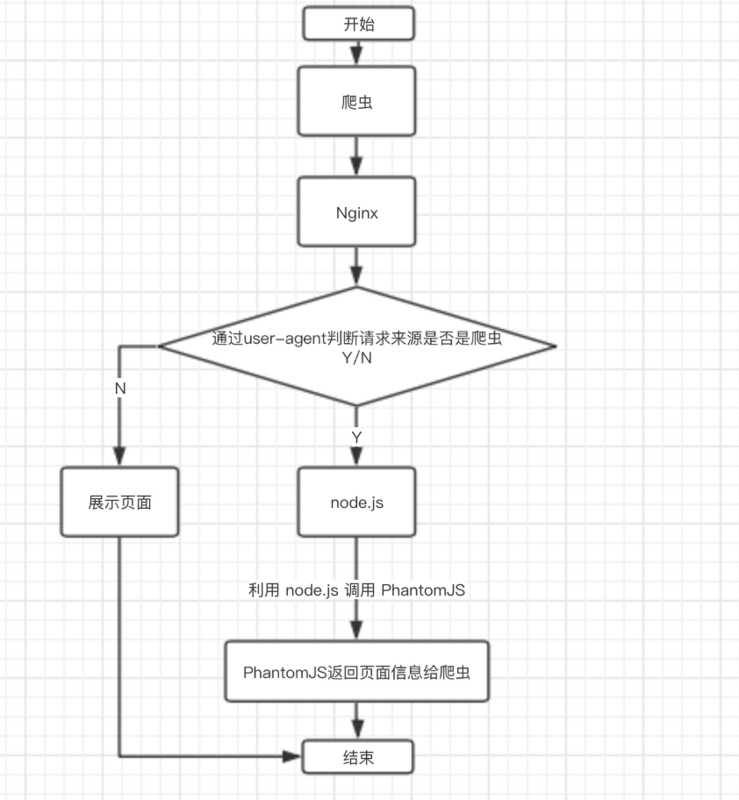 开始
爬虫
Nginx
通过user-agent判断请求来源是否是爬虫
Y/N
N
Y
展示页面
node.js
利用 node.js 调用 PhantomJS
PhantomJS返回页面信息给爬虫
结束